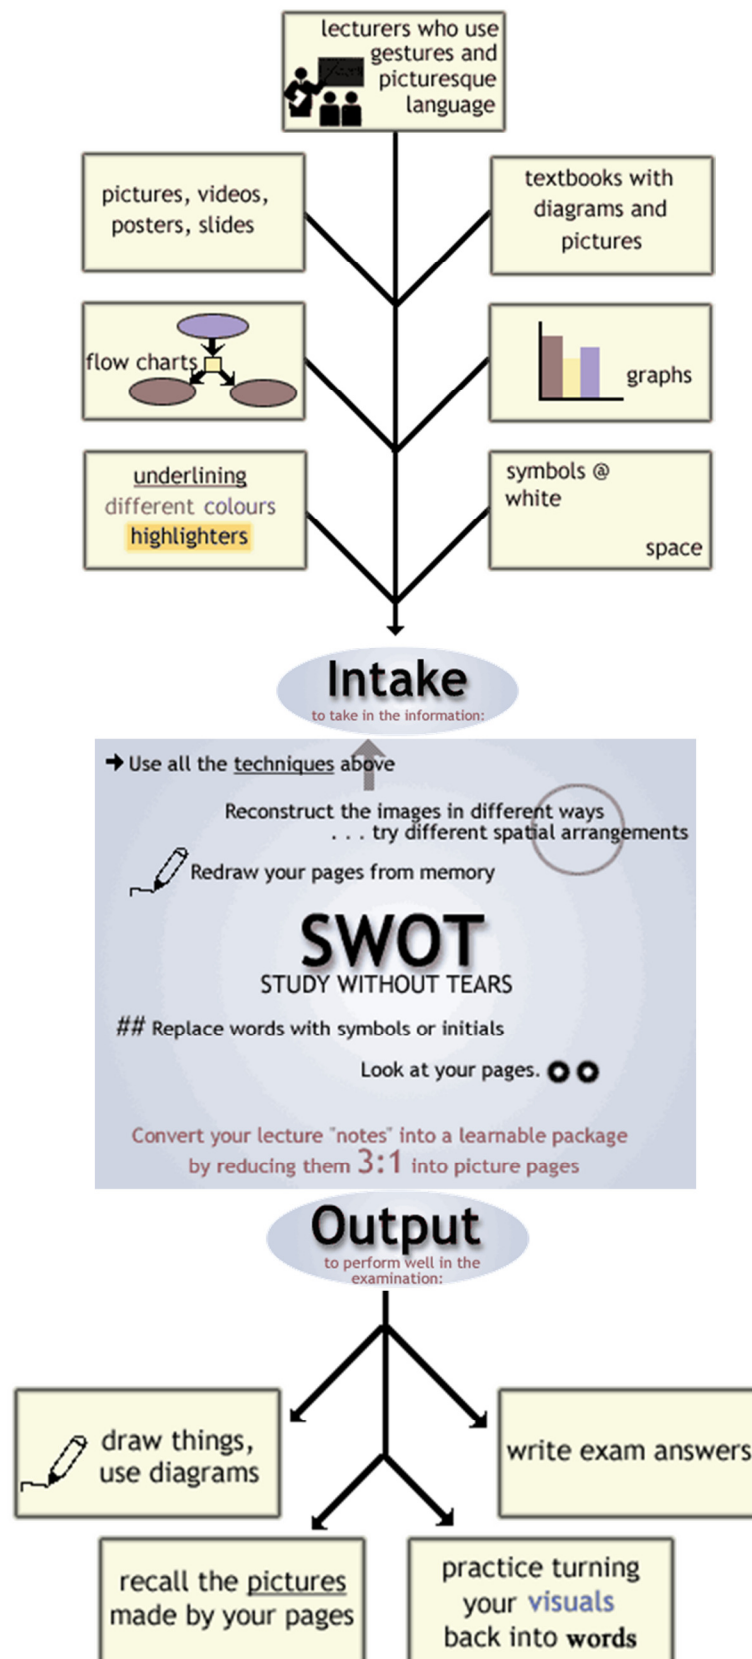 lecturers who use
gestures and
picturesque
language
pictures, videos,
posters, slides
textbooks with
diagrams and
pictures
flow charts
graphs
underlining
different colours
highlighters
symbols @
white
space
Intake
to take in the information:
Use all the techniques above
Reconstruct the images in different ways
. . . try different spatial arrangements
Redraw your pages from memory
SWOT
STUDY WITHOUT TEARS
## Replace words with symbols or initials
Look at your pages.
Convert your lecture "notes" into a learnable package
by reducing them 3:1 into picture pages
Output
to perform well in the
examination:
draw things,
use diagrams
write exam answers
recall the pictures
made by your pages
practice turning
your visuals
back into words